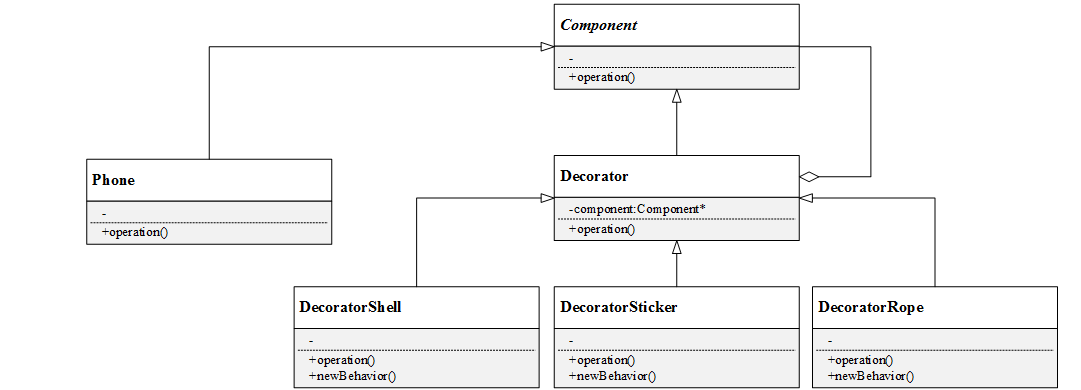 Component
-
+operation()
Phone
-
+operation()
Decorator
-component:Component*
+operation()
DecoratorShell
-
+operation()
+newBehavior()
DecoratorSticker
-
+operation()
+newBehavior()
DecoratorRope
-
+operation()
+newBehavior()